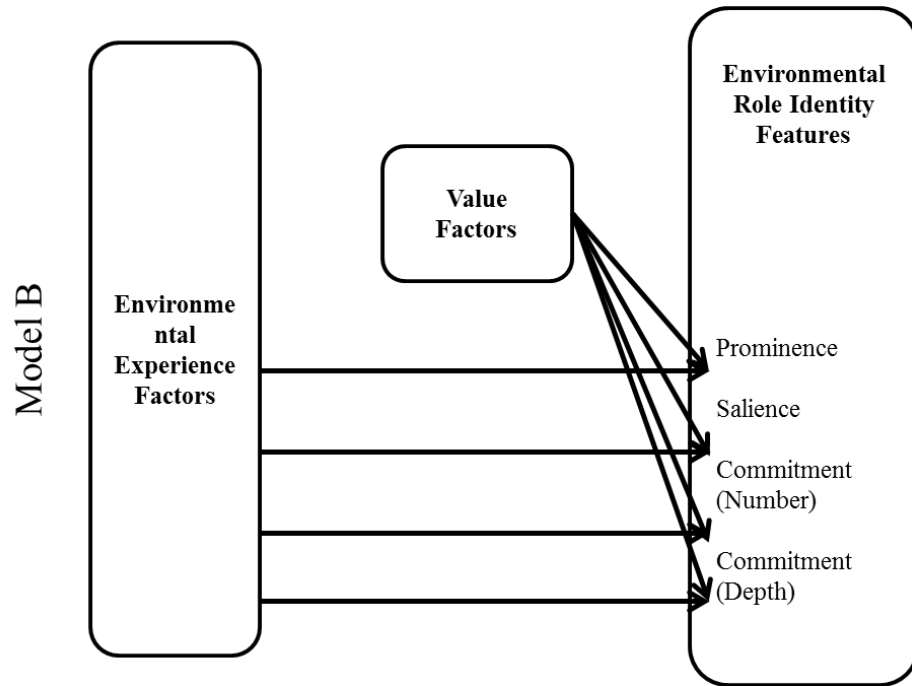 Model B
Environme
ntal
Experience
Factors
Value
Factors
Environmental
Role Identity
Features
Prominence
Salience
Commitment
(Number)
Commitment
(Depth)